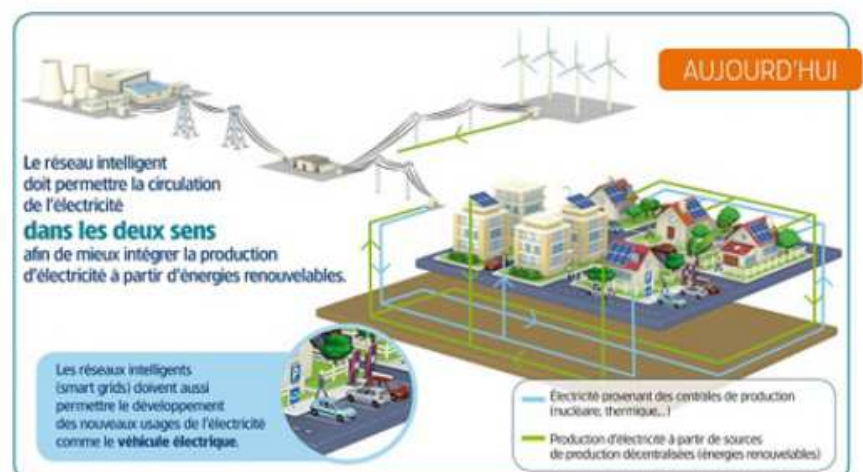 AUJOURD'HUI
Le réseau intelligent
doit permettre la circulation
de l'électricité
dans les deux sens
afin de mieux intégrer la production
d'électricité à partir d'énergies renouvelables.
Les réseaux intelligents
(smart grids) doivent aussi
permettre le développement
des nouveaux usages de l'électricité
comme le véhicule électrique.
Électricité provenant des centrales de production
(nucléaire, thermique,...)
Production d'électricité à partir de sources
de production décentralisées (énergies renouvelables)